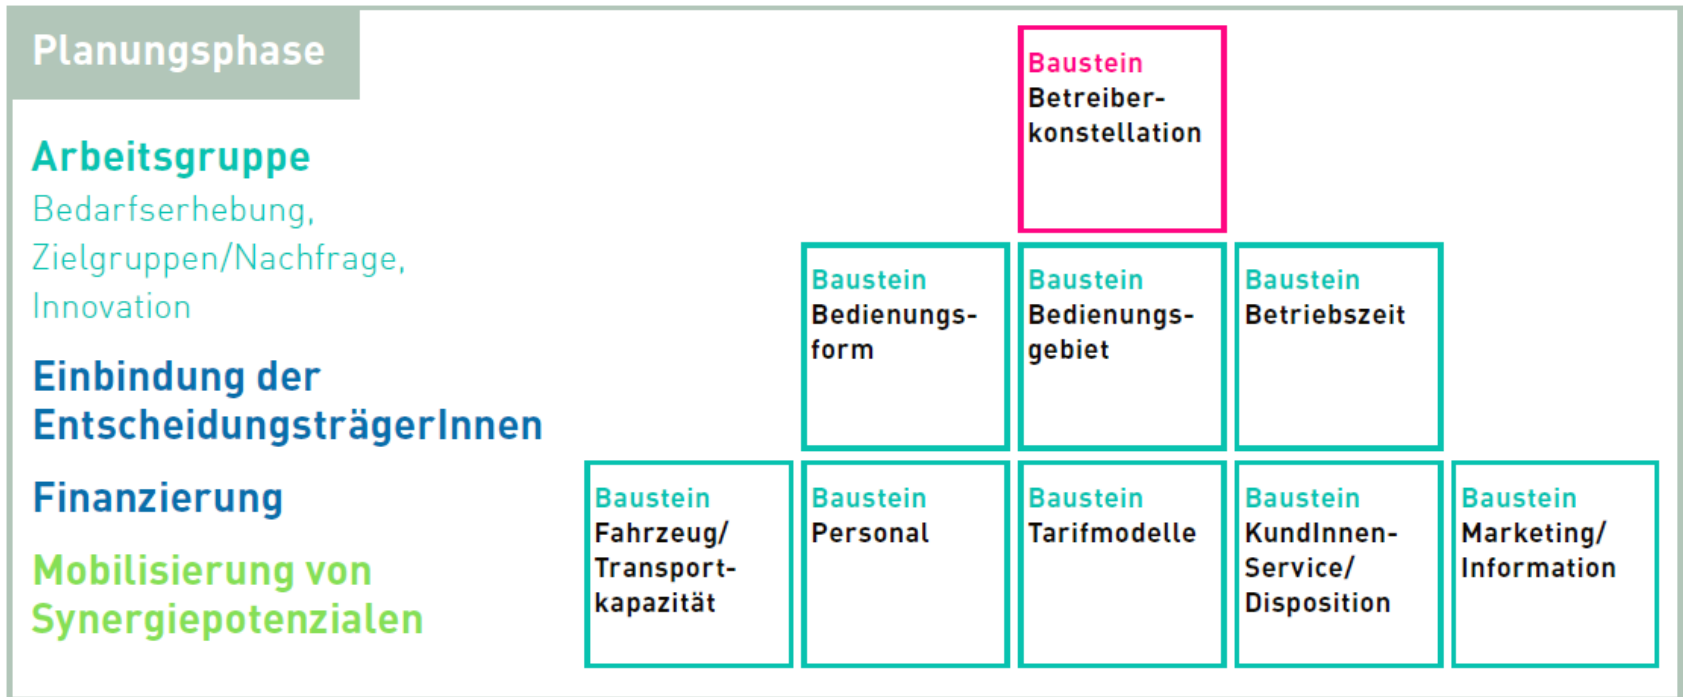 Planungsphase
Arbeitsgruppe
Bedarfserhebung,
Zielgruppen/Nachfrage,
Innovation
Einbindung der
EntscheidungsträgerInnen
Finanzierung
Mobilisierung von
Synergiepotenzialen
Baustein
Betreiber-
konstellation
Baustein
Bedienungs-
form
Baustein
Bedienungs-
gebiet
Baustein
Betriebszeit
Baustein
Fahrzeug/
Transport-
kapazität
Baustein
Personal
Baustein
Tarifmodelle
Baustein
KundInnen-
Service/
Disposition
Baustein
Marketing/
Information